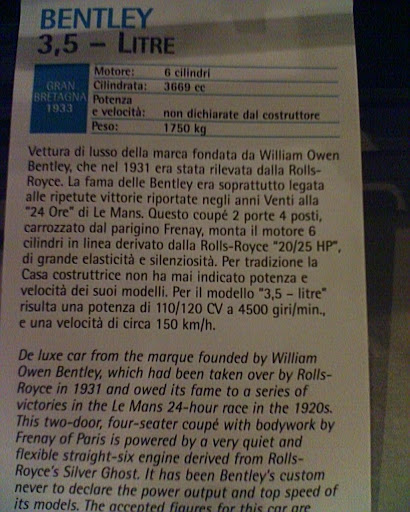 BENTLEY
3,5 – LITRE
GRAN
BRETAGNA
1933
Motore: 6 cilindri
Cilindrata: 3669 cc
Potenza
e velocità: non dichiarate dal costruttore
Peso: 1750 kg
Vettura di lusso della marca fondata da William Owen
Bentley, che nel 1931 era stata rilevata dalla Rolls-
Royce. La fama delle Bentley era soprattutto legata
alle ripetute vittorie riportate negli anni Venti alla
"24 Ore" di Le Mans. Questo coupé 2 porte 4 posti,
carrozzato dal parigino Frenay, monta il motore 6
cilindri in linea derivato dalla Rolls-Royce "20/25 HP",
di grande elasticità e silenziosità. Per tradizione la
Casa costruttrice non ha mai indicato potenza e
velocità dei suoi modelli. Per il modello "3,5 – litre"
risulta una potenza di 110/120 CV a 4500 giri/min.,
e una velocità di circa 150 km/h.
De luxe car from the marque founded by William
Owen Bentley, which had been taken over by Rolls-
Royce in 1931 and owed its fame to a series of
victories in the Le Mans 24-hour race in the 1920s.
This two-door, four-seater coupé with bodywork by
Frenay of Paris is powered by a very quiet and
flexible straight-six engine derived from Rolls-
Royce's Silver Ghost. It has been Bentley's custom
never to declare the power output and top speed of
its models. The accepted figures for this car are